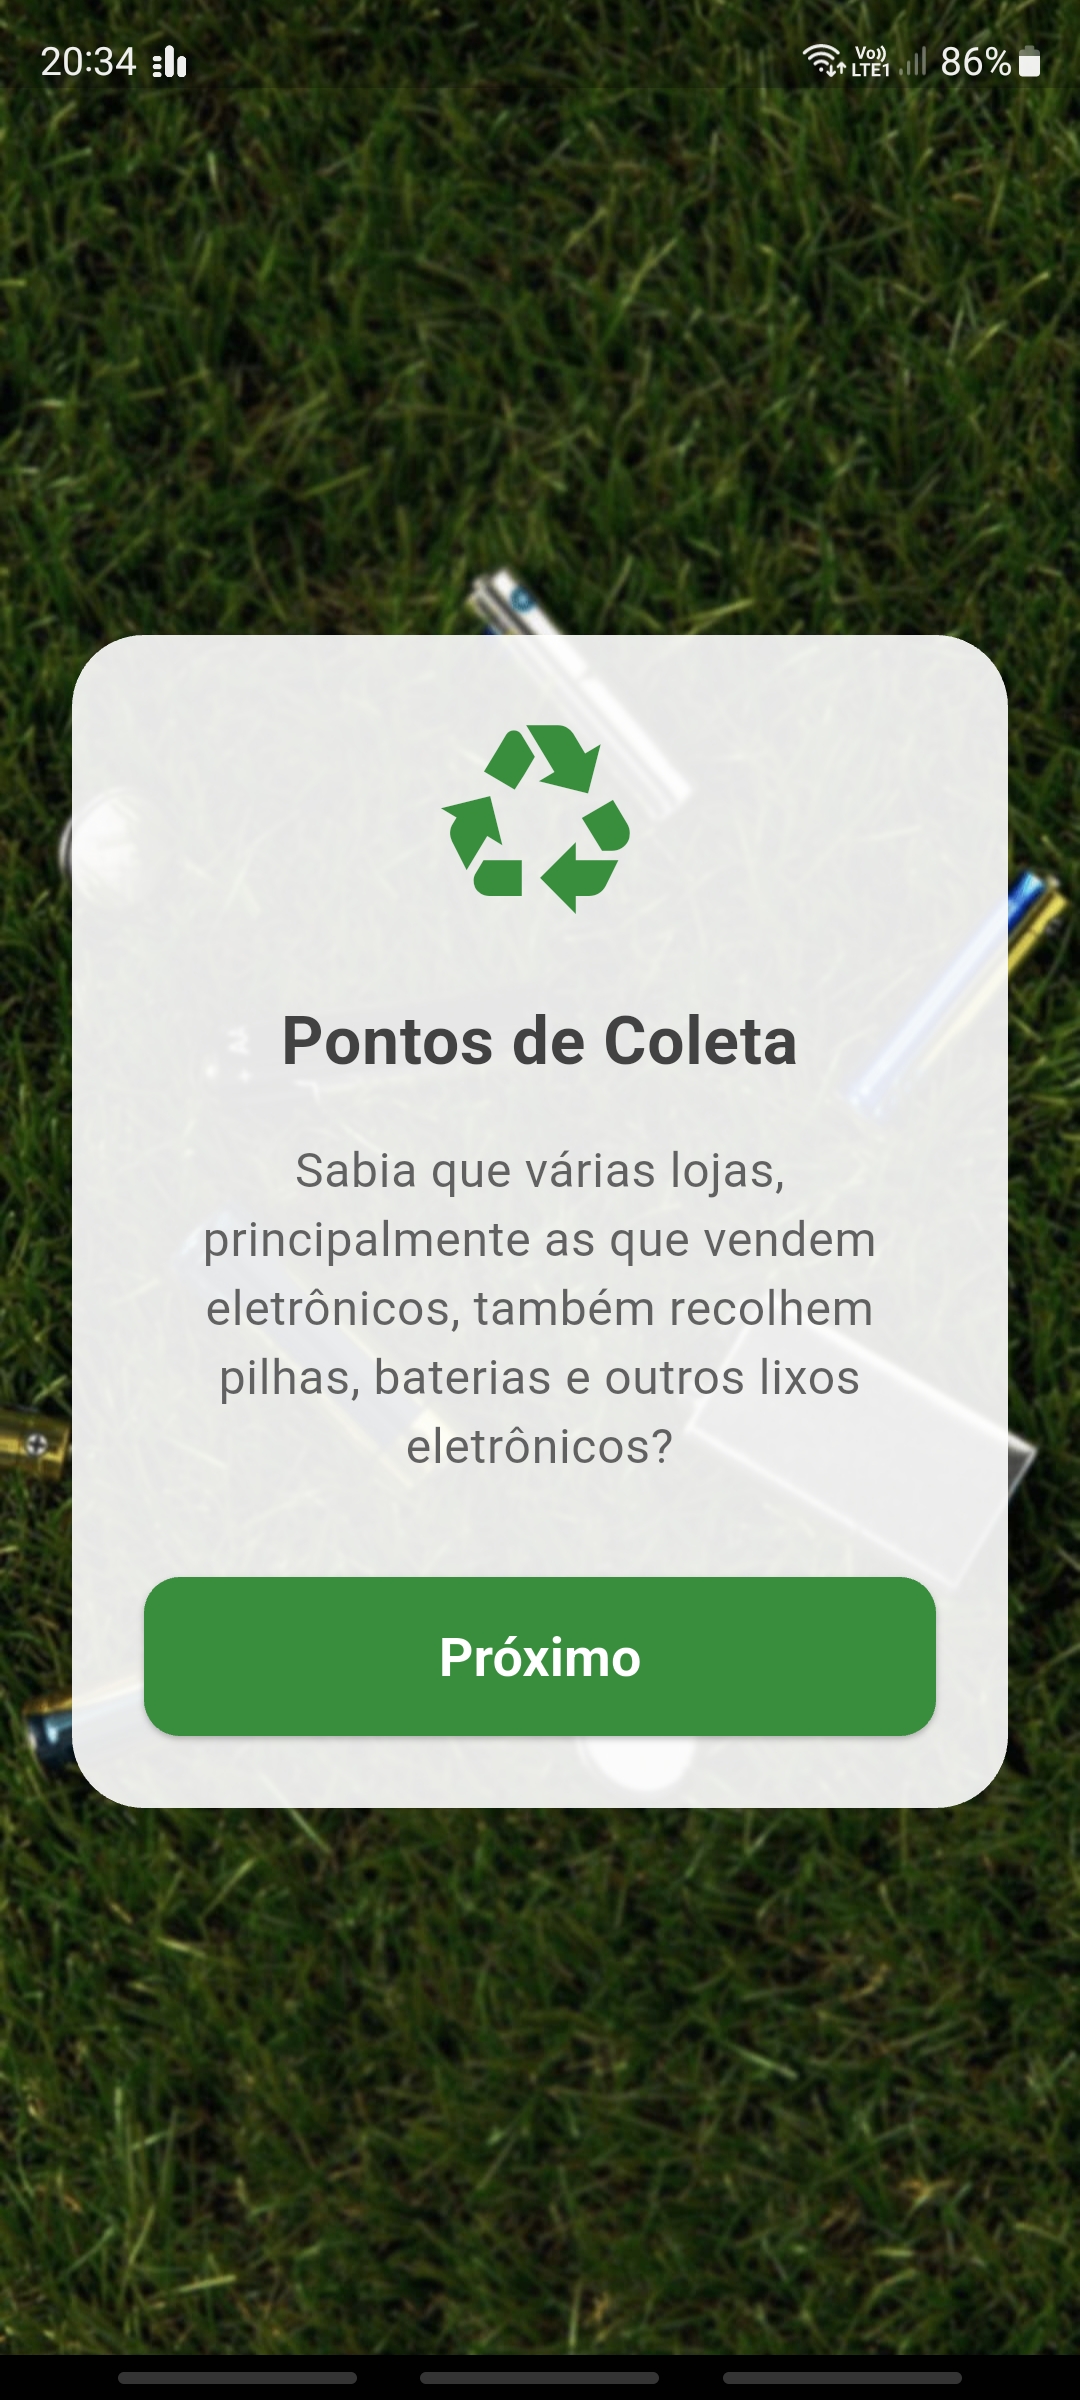 20:34
Vo))
LTE1
86%
Pontos de Coleta
Sabia que várias lojas,
principalmente as que vendem
eletrônicos, também recolhem
pilhas, baterias e outros lixos
eletrônicos?
Próximo